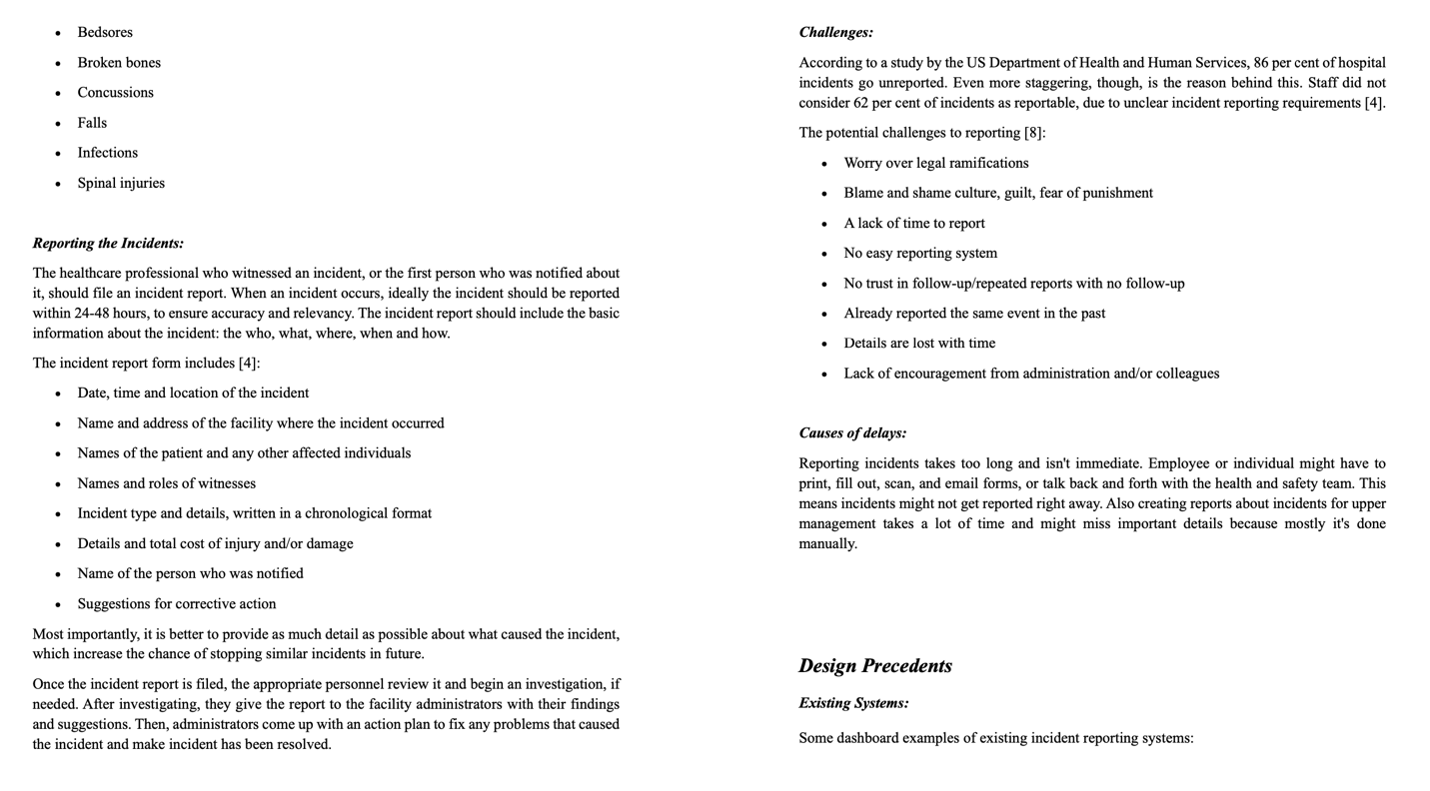 Bedsores
Broken bones
Concussions
Falls
Infections
Spinal injuries
Reporting the Incidents:
The healthcare professional who witnessed an incident, or the first person who was notified about
it, should file an incident report. When an incident occurs, ideally the incident should be reported
within 24-48 hours, to ensure accuracy and relevancy. The incident report should include the basic
information about the incident: the who, what, where, when and how.
The incident report form includes [4]:
Date, time and location of the incident
Name and address of the facility where the incident occurred
Names of the patient and any other affected individuals
Names and roles of witnesses
Incident type and details, written in a chronological format
Details and total cost of injury and/or damage
Name of the person who was notified
Suggestions for corrective action
Most importantly, it is better to provide as much detail as possible about what caused the incident,
which increase the chance of stopping similar incidents in future.
Once the incident report is filed, the appropriate personnel review it and begin an investigation, if
needed. After investigating, they give the report to the facility administrators with their findings
and suggestions. Then, administrators come up with an action plan to fix any problems that caused
the incident and make incident has been resolved.
Challenges:
According to a study by the US Department of Health and Human Services, 86 per cent of hospital
incidents go unreported. Even more staggering, though, is the reason behind this. Staff did not
consider 62 per cent of incidents as reportable, due to unclear incident reporting requirements [4].
The potential challenges to reporting [8]:
Worry over legal ramifications
Blame and shame culture, guilt, fear of punishment
A lack of time to report
No easy reporting system
No trust in follow-up/repeated reports with no follow-up
Already reported the same event in the past
Details are lost with time
Lack of encouragement from administration and/or colleagues
Causes of delays:
Reporting incidents takes too long and isn't immediate. Employee or individual might have to
print, fill out, scan, and email forms, or talk back and forth with the health and safety team. This
means incidents might not get reported right away. Also creating reports about incidents for upper
management takes a lot of time and might miss important details because mostly it's done
manually.
Design Precedents
Existing Systems:
Some dashboard examples of existing incident reporting systems: